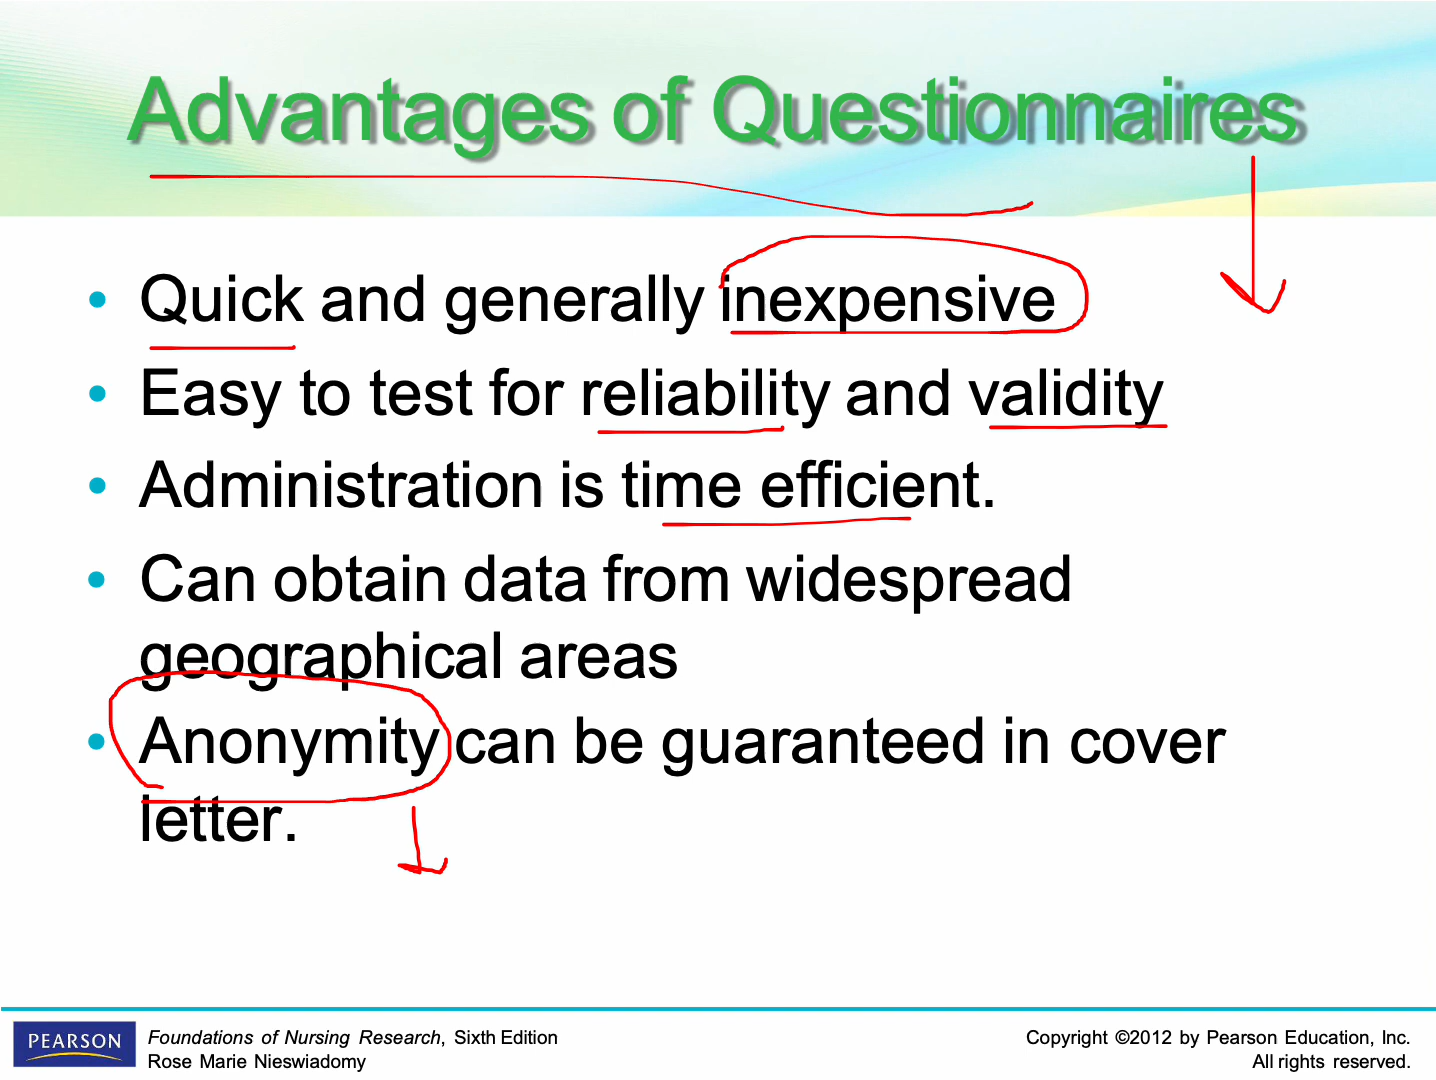 Advantages of Questionnaires
• Quick and generally inexpensive
• Easy to test for reliability and validity
• Administration is time efficient.
• Can obtain data from widespread
geographical areas
• Anonymity can be guaranteed in cover
letter.
PEARSON
Foundations of Nursing Research, Sixth Edition
Rose Marie Nieswiadomy
Copyright ©2012 by Pearson Education, Inc.
All rights reserved.